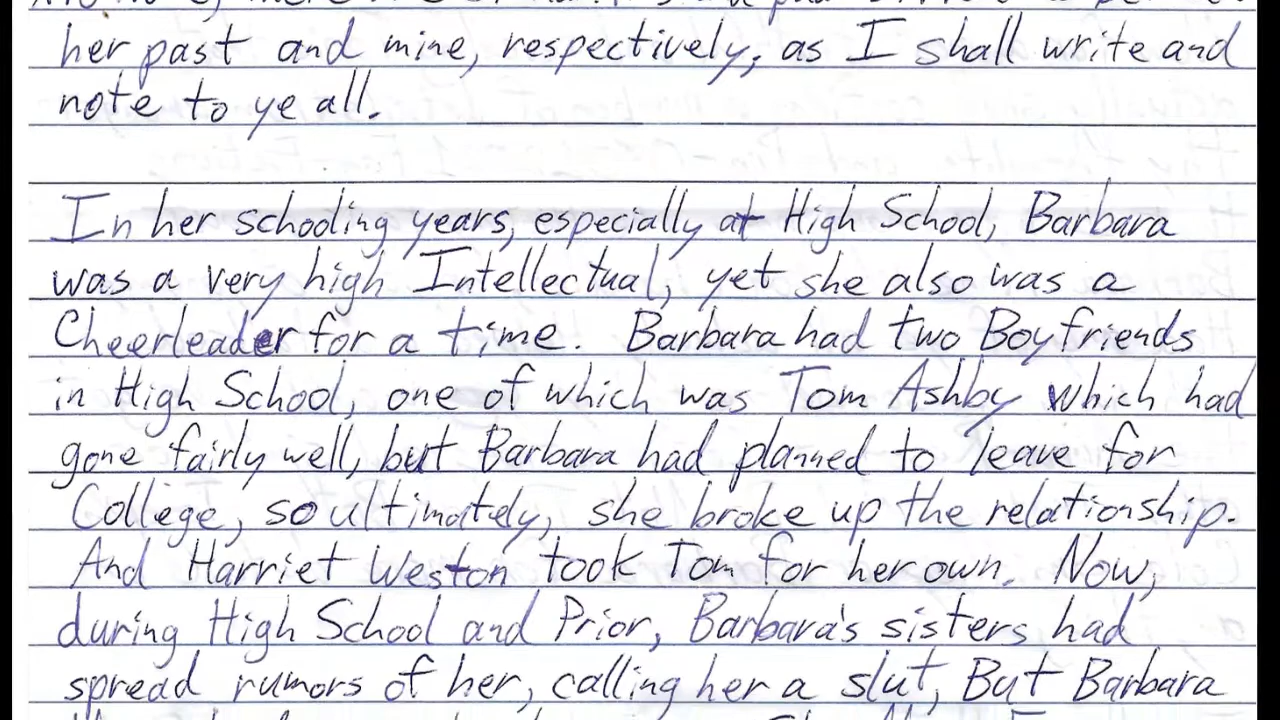 her past and mine, respectively, as I shall write and
note to ye all.
In her schooling years, especially at High School, Barbara
was a very high Intellectual, yet she also was a
Cheerleader for a time. Barbara had two Boyfriends
in High School, one of which was Tom Ashby which had
gone fairly well, but Barbara had planned to leave for
College, so ultimately, she broke up the relationship.
And Harriet Weston took Tom for her own. Now,
during High School and Prior, Barbara's sisters had
spread rumors of her, calling her a slut, But Barbara